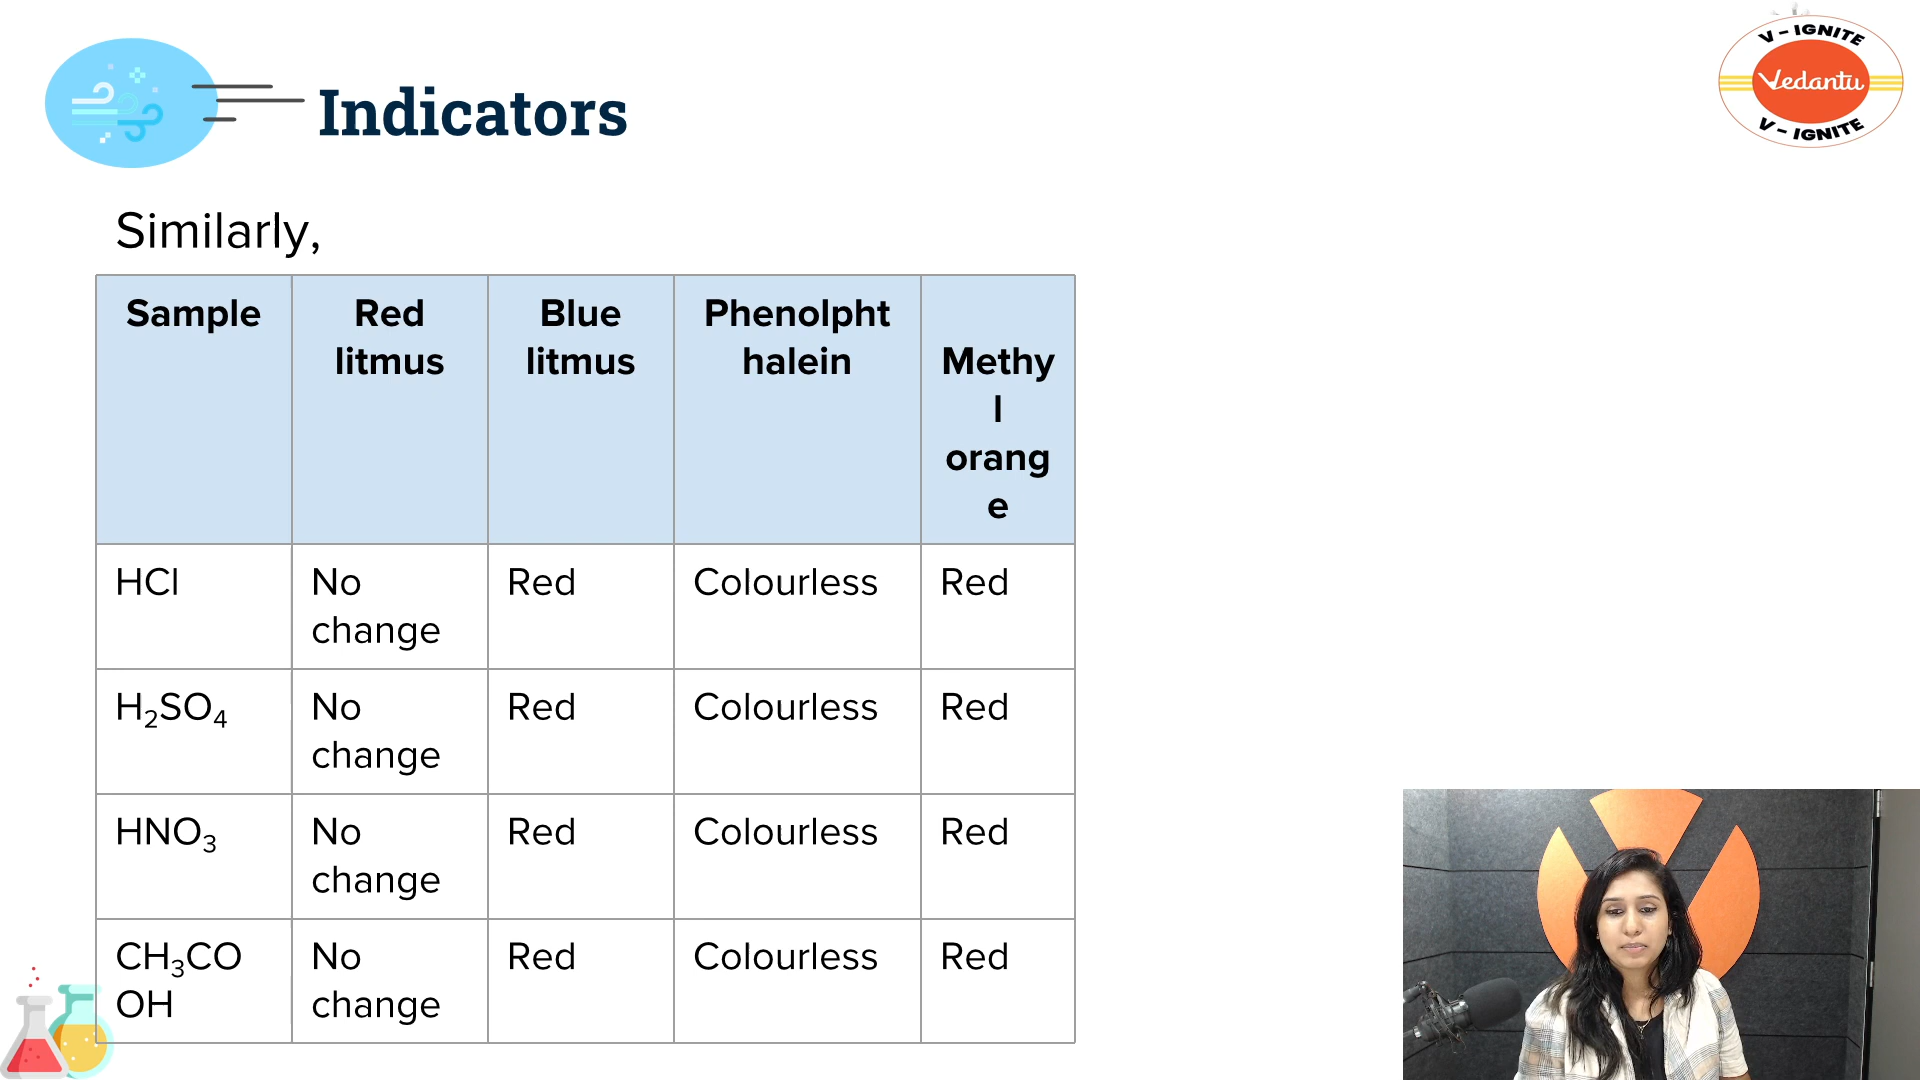 V - IGNITE
Vedantu
V - IGNITE
Indicators
Similarly,
Sample
Red
litmus
Blue
litmus
Phenolpht
halein
Methy
l
orang
e
HCl
No
change
Red
Colourless
Red
H₂SO₄
No
change
Red
Colourless
Red
HNO₃
No
change
Red
Colourless
Red
CH₃CO
OH
No
change
Red
Colourless
Red